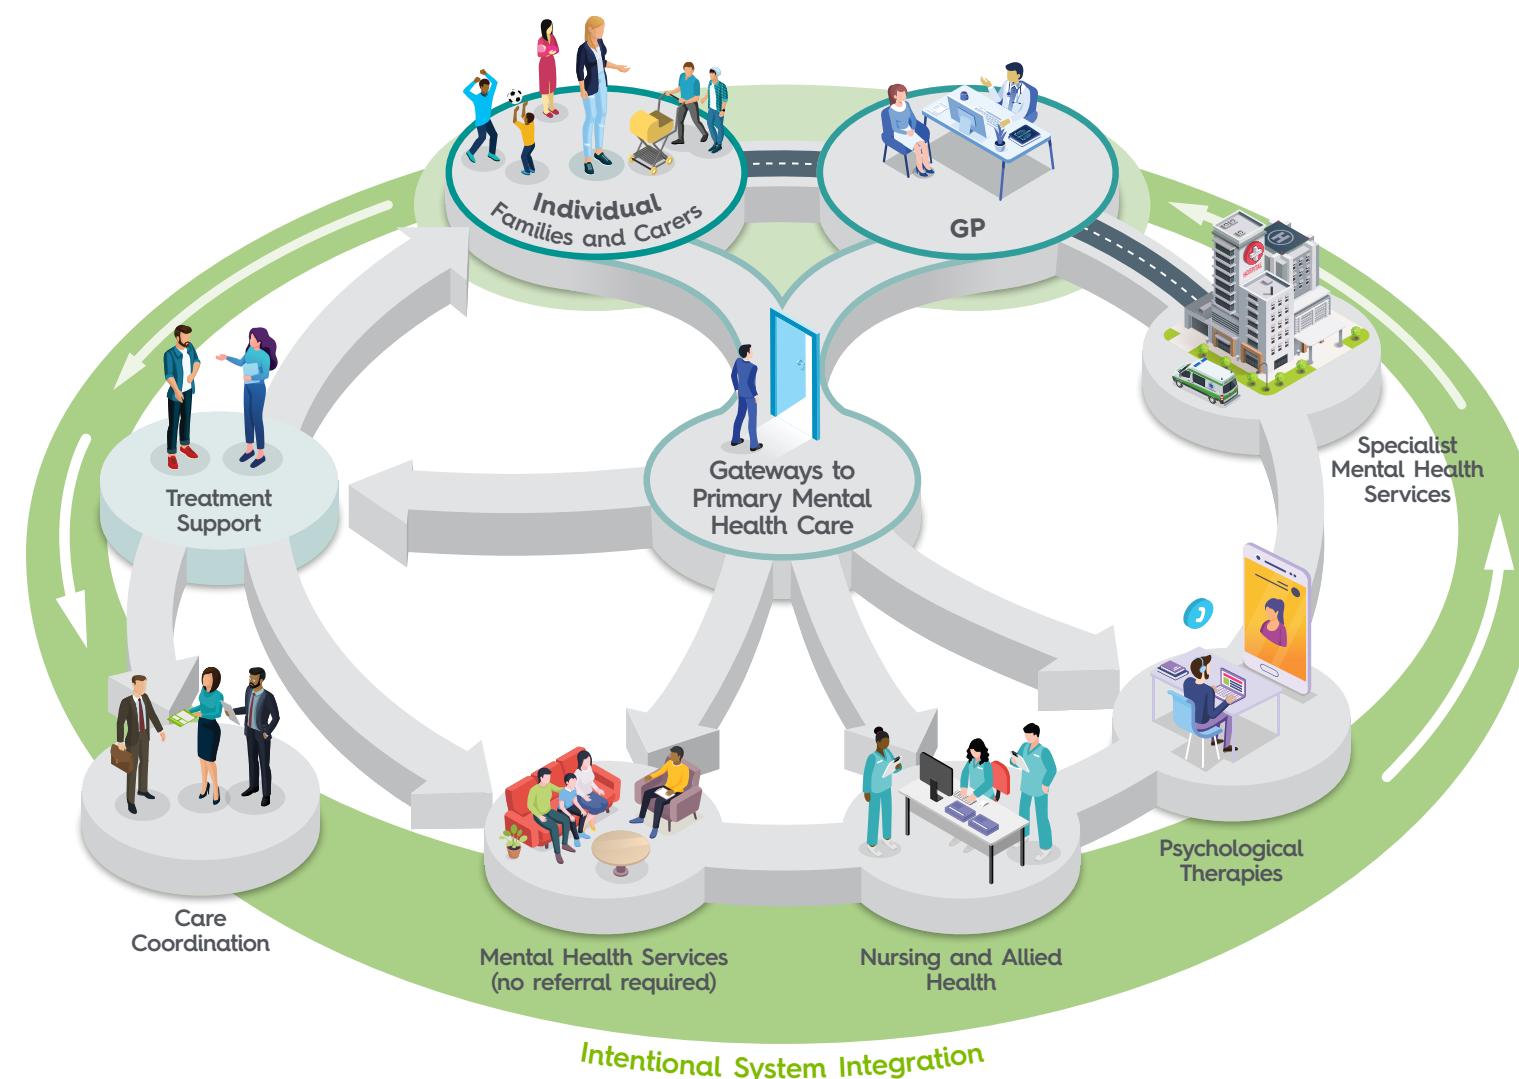 Individual
Families and Carers
GP
HOSPITAL
H
Specialist
Mental Health
Services
Gateways to
Primary Mental
Health Care
Treatment
Support
Psychological
Therapies
Care
Coordination
Mental Health Services
(no referral required)
Nursing and Allied
Health
Intentional System Integration